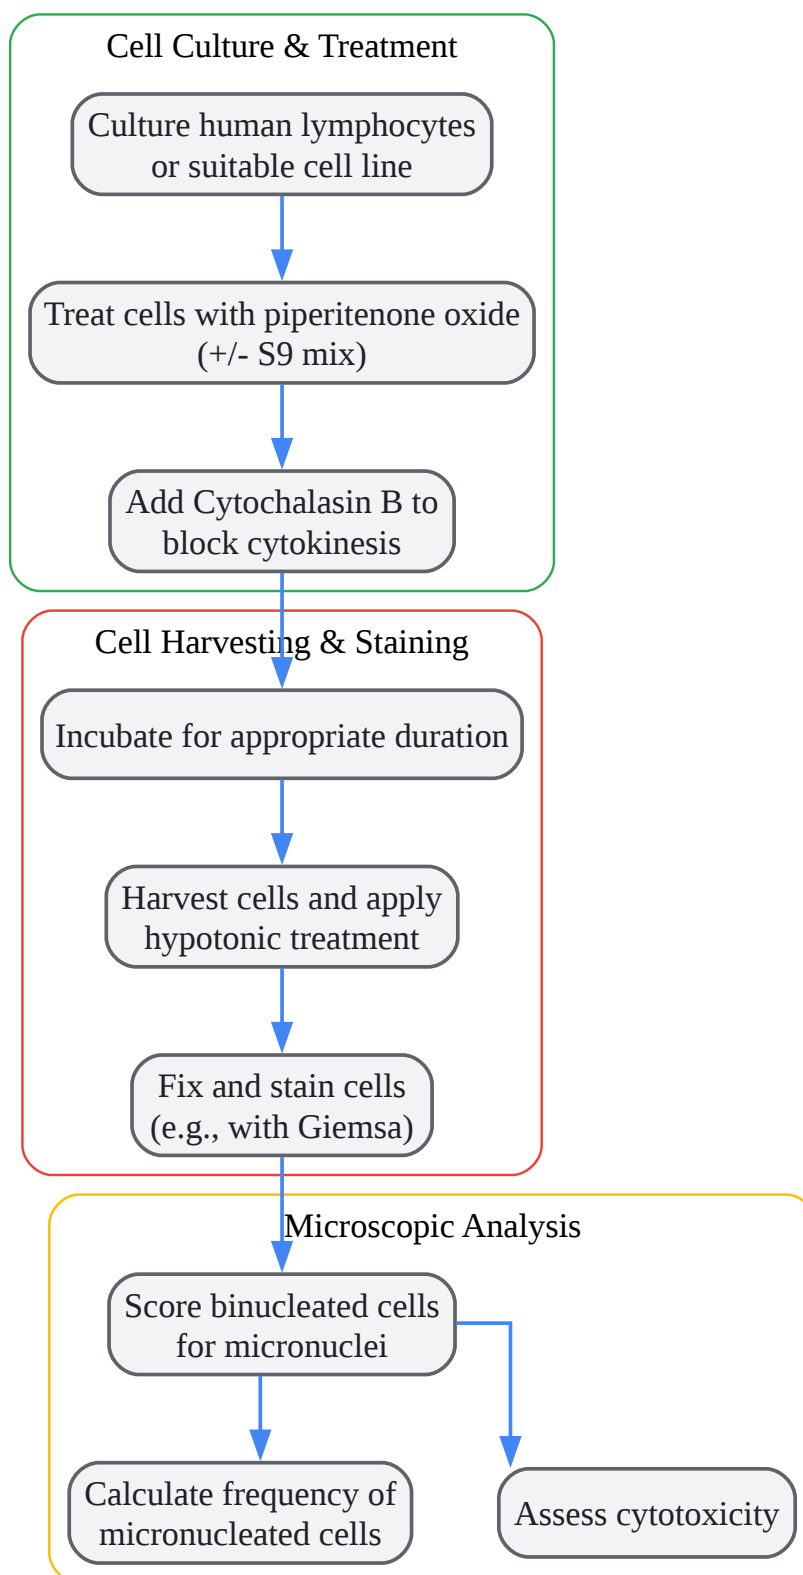 Cell Culture & Treatment
Culture human lymphocytes
or suitable cell line
Treat cells with piperitenone oxide
(+/- S9 mix)
Add Cytochalasin B to
block cytokinesis
Cell Harvesting & Staining
Incubate for appropriate duration
Harvest cells and apply
hypotonic treatment
Fix and stain cells
(e.g., with Giemsa)
Microscopic Analysis
Score binucleated cells
for micronuclei
Calculate frequency of
micronucleated cells
Assess cytotoxicity